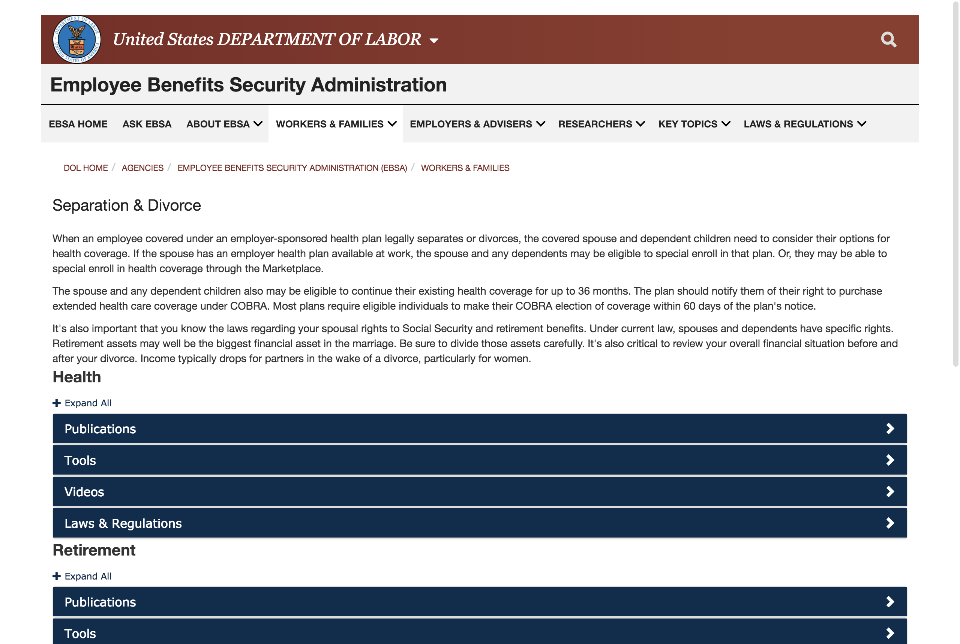 United States DEPARTMENT OF LABOR
Employee Benefits Security Administration
EBSA HOME ASK EBSA ABOUT EBSA WORKERS & FAMILIES EMPLOYERS & ADVISERS RESEARCHERS KEY TOPICS LAWS & REGULATIONS
DOL HOME / AGENCIES / EMPLOYEE BENEFITS SECURITY ADMINISTRATION (EBSA) / WORKERS & FAMILIES
Separation & Divorce
When an employee covered under an employer-sponsored health plan legally separates or divorces, the covered spouse and dependent children need to consider their options for
health coverage. If the spouse has an employer health plan available at work, the spouse and any dependents may be eligible to special enroll in that plan. Or, they may be able to
special enroll in health coverage through the Marketplace.
The spouse and any dependent children also may be eligible to continue their existing health coverage for up to 36 months. The plan should notify them of their right to purchase
extended health care coverage under COBRA. Most plans require eligible individuals to make their COBRA election of coverage within 60 days of the plan's notice.
It's also important that you know the laws regarding your spousal rights to Social Security and retirement benefits. Under current law, spouses and dependents have specific rights.
Retirement assets may well be the biggest financial asset in the marriage. Be sure to divide those assets carefully. It's also critical to review your overall financial situation before and
after your divorce. Income typically drops for partners in the wake of a divorce, particularly for women.
Health
Expand All
Publications
Tools
Videos
Laws & Regulations
Retirement
Expand All
Publications
Tools